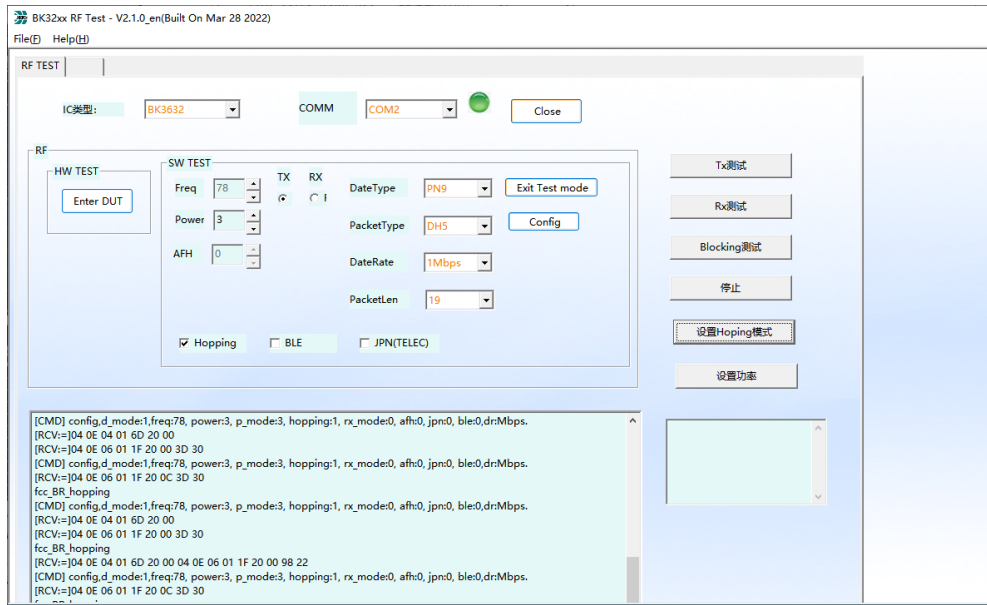 BK32xx RF Test - V2.1.0_en(Built On Mar 28 2022)
File(F) Help(H)
RF TEST
IC类型: BK3632 COMM COM2 Close
RF
HW TEST
Enter DUT
SW TEST
Freq 78 TX RX DateType PN9 Exit Test mode
Power 3 PacketType DH5 Config
AFH 0 DateRate 1Mbps
PacketLen 19
Hopping BLE JPN(TELEC)
Tx测试
Rx测试
Blocking测试
停止
设置Hoping模式
设置功率
[CMD] config,d_mode:1,freq:78, power:3, p_mode:3, hopping:1, rx_mode:0, afh:0, jpn:0, ble:0,dr:Mbps.
[RCV:=]04 0E 04 01 6D 20 00
[RCV:=]04 0E 06 01 1F 20 00 3D 30
[CMD] config,d_mode:1,freq:78, power:3, p_mode:3, hopping:1, rx_mode:0, afh:0, jpn:0, ble:0,dr:Mbps.
[RCV:=]04 0E 06 01 1F 20 0C 3D 30
fcc_BR_hopping
[CMD] config,d_mode:1,freq:78, power:3, p_mode:3, hopping:1, rx_mode:0, afh:0, jpn:0, ble:0,dr:Mbps.
[RCV:=]04 0E 04 01 6D 20 00
[RCV:=]04 0E 06 01 1F 20 00 3D 30
fcc_BR_hopping
[RCV:=]04 0E 04 01 6D 20 00 04 0E 06 01 1F 20 00 98 22
[CMD] config,d_mode:1,freq:78, power:3, p_mode:3, hopping:1, rx_mode:0, afh:0, jpn:0, ble:0,dr:Mbps.
[RCV:=]04 0E 06 01 1F 20 0C 3D 30